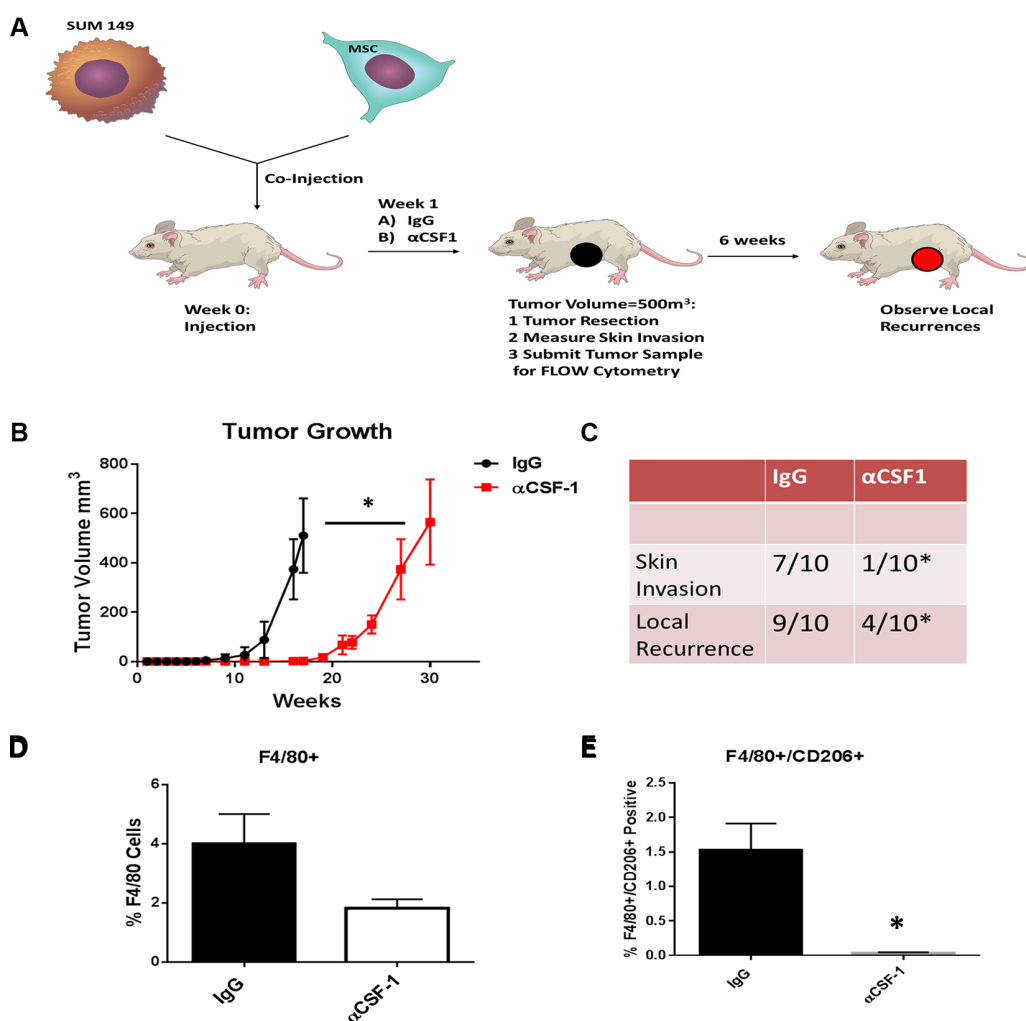 A
SUM 149
MSC
Co-Injection
Week 1
A) IgG
B) αCSF1
6 weeks
Week 0:
Injection
Tumor Volume=500m³:
1 Tumor Resection
2 Measure Skin Invasion
3 Submit Tumor Sample
for FLOW Cytometry
Observe Local
Recurrences
B
Tumor Growth
Tumor Volume mm³
800
600
400
200
0
0 10 20 30
Weeks
IgG
αCSF-1
*
C
IgG αCSF1
Skin
Invasion
7/10 1/10*
Local
Recurrence
9/10 4/10*
D
F4/80+
% F4/80 Cells
6
4
2
0
IgG
αCSF-1
E
F4/80+/CD206+
% F4/80+/CD206+ Positive
2.5
2.0
1.5
1.0
0.5
0.0
*
IgG
αCSF-1